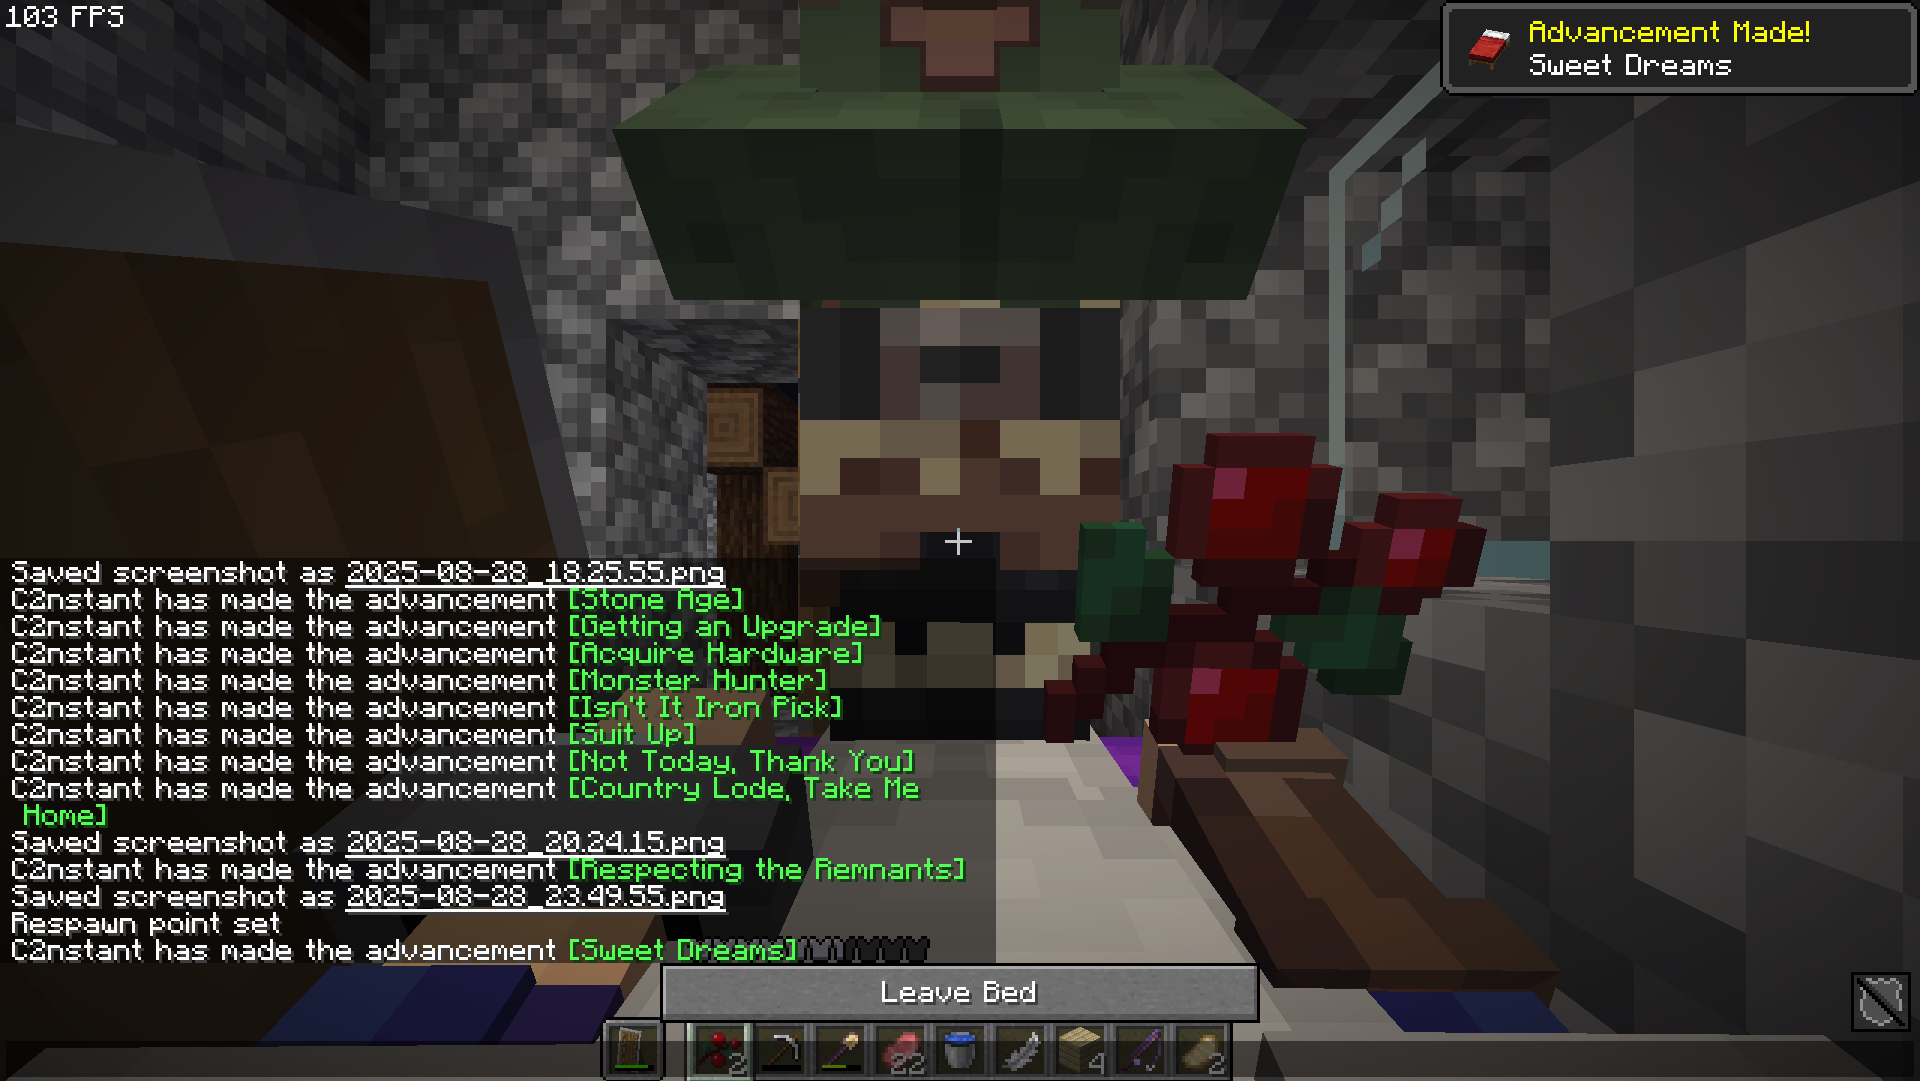 103 FPS
Advancement Made!
Sweet Dreams
Saved screenshot as 2025-08-28_18.25.55.png
C2nstant has made the advancement [Stone Age]
C2nstant has made the advancement [Getting an Upgrade]
C2nstant has made the advancement [Acquire Hardware]
C2nstant has made the advancement [Monster Hunter]
C2nstant has made the advancement [Isn't It Iron Pick]
C2nstant has made the advancement [Suit Up]
C2nstant has made the advancement [Not Today, Thank You]
C2nstant has made the advancement [Country Lode, Take Me
Home]
Saved screenshot as 2025-08-28_20.24.15.png
C2nstant has made the advancement [Respecting the Remnants]
Saved screenshot as 2025-08-28_23.49.55.png
Respawn point set
C2nstant has made the advancement [Sweet Dreams]
Leave Bed
2 22 4 2